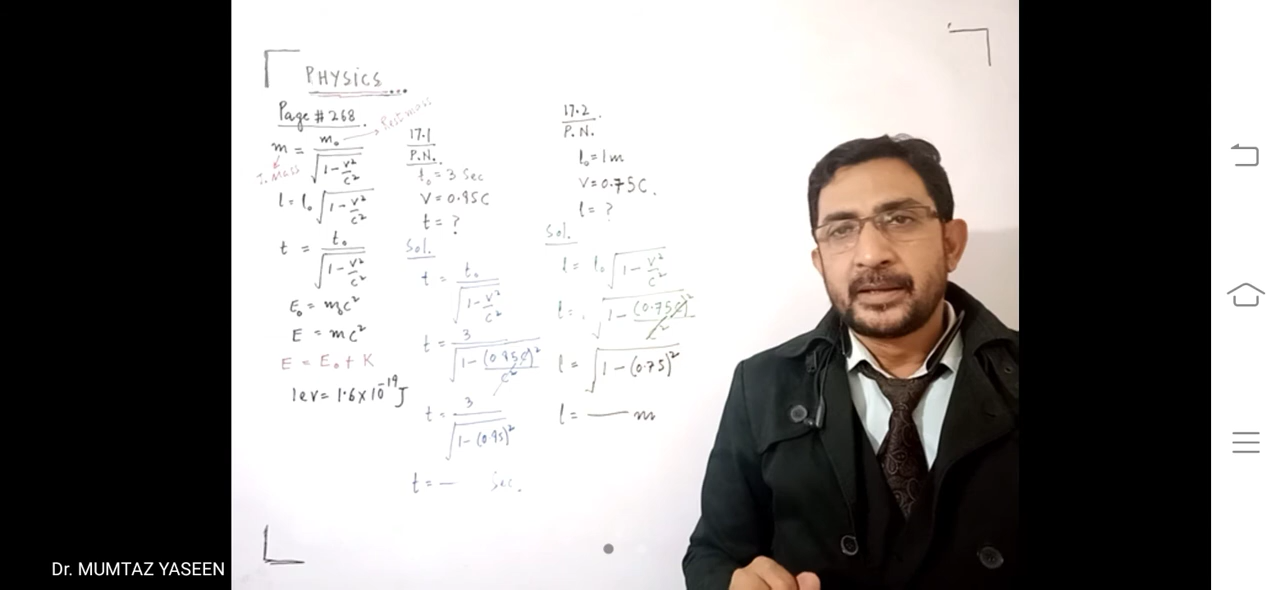 PHYSICS...
Page # 268.
m = m₀ / √(1 - v²/c²)
Rest mass
l = l₀ √(1 - v²/c²)
t = t₀ / √(1 - v²/c²)
E₀ = m₀c²
E = mc²
E = E₀ + K
1ev = 1.6 x 10⁻¹⁹ J
17.1
P.N.
t₀ = 3 Sec
V = 0.95C
t = ?
Sol.
t = t₀ / √(1 - v²/c²)
t = 3 / √(1 - (0.95c)²/c²)
t = 3 / √(1 - (0.95)²)
t = — Sec.
17.2
P.N.
l₀ = 1m
V = 0.75C.
l = ?
Sol.
l = l₀ √(1 - v²/c²)
l = √(1 - (0.75c)²/c²)
l = √(1 - (0.75)²)
l = — m
Dr. MUMTAZ YASEEN